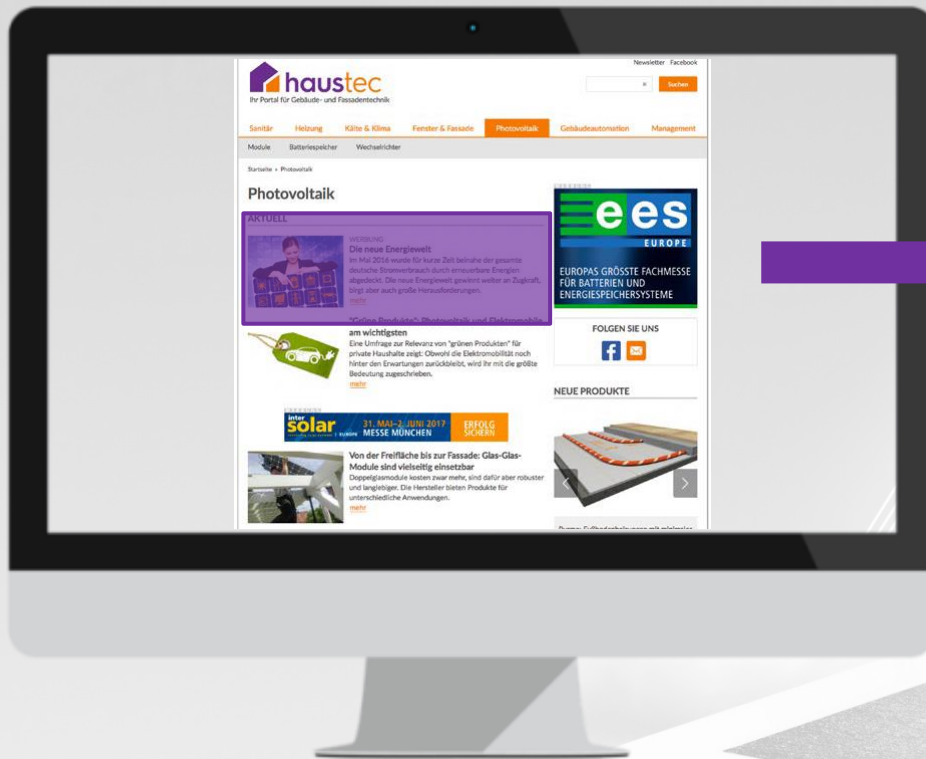 Newsletter Facebook
haustec
Ihr Portal für Gebäude- und Fassadentechnik
Suchen
Sanitär Heizung Kälte & Klima Fenster & Fassade Photovoltaik Gebäudeautomation Management
Module Batteriespeicher Wechselrichter
Startseite » Photovoltaik
Photovoltaik
AKTUELL
WERBUNG
Die neue Energiewelt
Im Mai 2016 wurde für kurze Zeit beinahe der gesamte
deutsche Stromverbrauch durch erneuerbare Energien
abgedeckt. Die neue Energiewelt gewinnt weiter an Zugkraft,
birgt aber auch große Herausforderungen.
mehr
"Grüne Produkte": Photovoltaik und Elektromobile
am wichtigsten
Eine Umfrage zur Relevanz von "grünen Produkten" für
private Haushalte zeigt: Obwohl die Elektromobilität noch
hinter den Erwartungen zurückbleibt, wird ihr mit die größte
Bedeutung zugeschrieben.
mehr
inter
solar
EUROPE
31. MAI–2. JUNI 2017
MESSE MÜNCHEN
ERFOLG
SICHERN
Von der Freifläche bis zur Fassade: Glas-Glas-
Module sind vielseitig einsetzbar
Doppelglasmodule kosten zwar mehr, sind dafür aber robuster
und langlebiger. Die Hersteller bieten Produkte für
unterschiedliche Anwendungen.
mehr
ees
EUROPE
EUROPAS GRÖSSTE FACHMESSE
FÜR BATTERIEN UND
ENERGIESPEICHERSYSTEME
FOLGEN SIE UNS
NEUE PRODUKTE